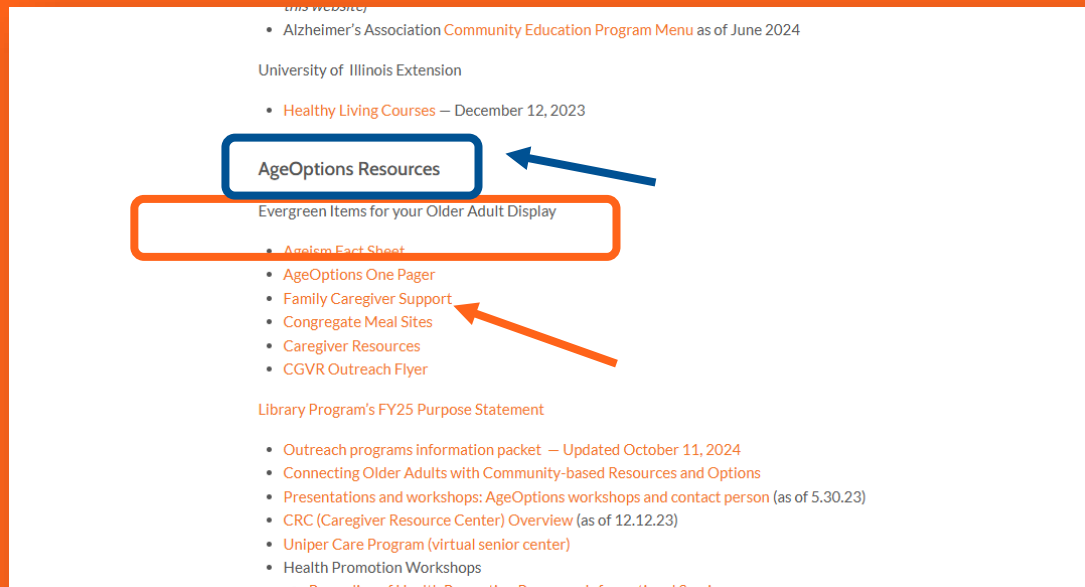 this website)
Alzheimer's Association Community Education Program Menu as of June 2024
University of Illinois Extension
Healthy Living Courses — December 12, 2023
AgeOptions Resources
Evergreen Items for your Older Adult Display
Ageism Fact Sheet
AgeOptions One Pager
Family Caregiver Support
Congregate Meal Sites
Caregiver Resources
CGVR Outreach Flyer
Library Program's FY25 Purpose Statement
Outreach programs information packet — Updated October 11, 2024
Connecting Older Adults with Community-based Resources and Options
Presentations and workshops: AgeOptions workshops and contact person (as of 5.30.23)
CRC (Caregiver Resource Center) Overview (as of 12.12.23)
Uniper Care Program (virtual senior center)
Health Promotion Workshops